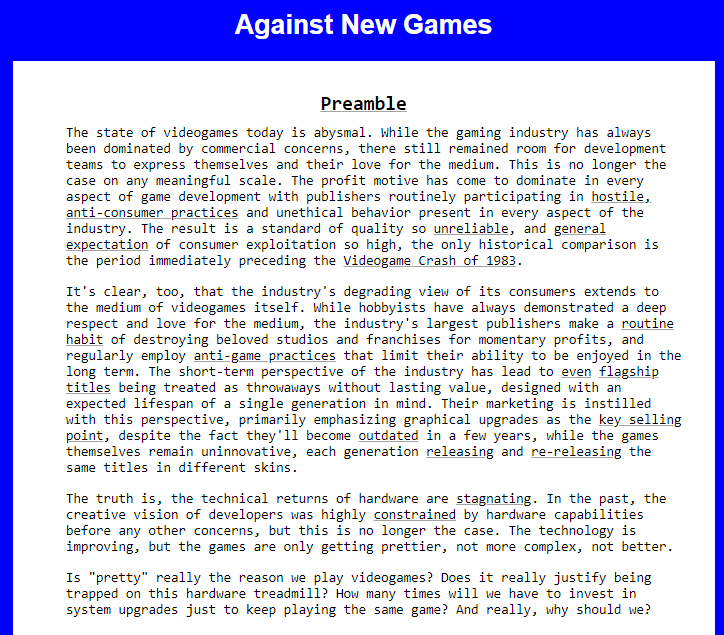 Against New Games
Preamble
The state of videogames today is abysmal. While the gaming industry has always
been dominated by commercial concerns, there still remained room for development
teams to express themselves and their love for the medium. This is no longer the
case on any meaningful scale. The profit motive has come to dominate in every
aspect of game development with publishers routinely participating in hostile,
anti-consumer practices and unethical behavior present in every aspect of the
industry. The result is a standard of quality so unreliable, and general
expectation of consumer exploitation so high, the only historical comparison is
the period immediately preceding the Videogame Crash of 1983.
It's clear, too, that the industry's degrading view of its consumers extends to
the medium of videogames itself. While hobbyists have always demonstrated a deep
respect and love for the medium, the industry's largest publishers make a routine
habit of destroying beloved studios and franchises for momentary profits, and
regularly employ anti-game practices that limit their ability to be enjoyed in the
long term. The short-term perspective of the industry has lead to even flagship
titles being treated as throwaways without lasting value, designed with an
expected lifespan of a single generation in mind. Their marketing is instilled
with this perspective, primarily emphasizing graphical upgrades as the key selling
point, despite the fact they'll become outdated in a few years, while the games
themselves remain uninnovative, each generation releasing and re-releasing the
same titles in different skins.
The truth is, the technical returns of hardware are stagnating. In the past, the
creative vision of developers was highly constrained by hardware capabilities
before any other concerns, but this is no longer the case. The technology is
improving, but the games are only getting prettier, not more complex, not better.
Is "pretty" really the reason we play videogames? Does it really justify being
trapped on this hardware treadmill? How many times will we have to invest in
system upgrades just to keep playing the same game? And really, why should we?